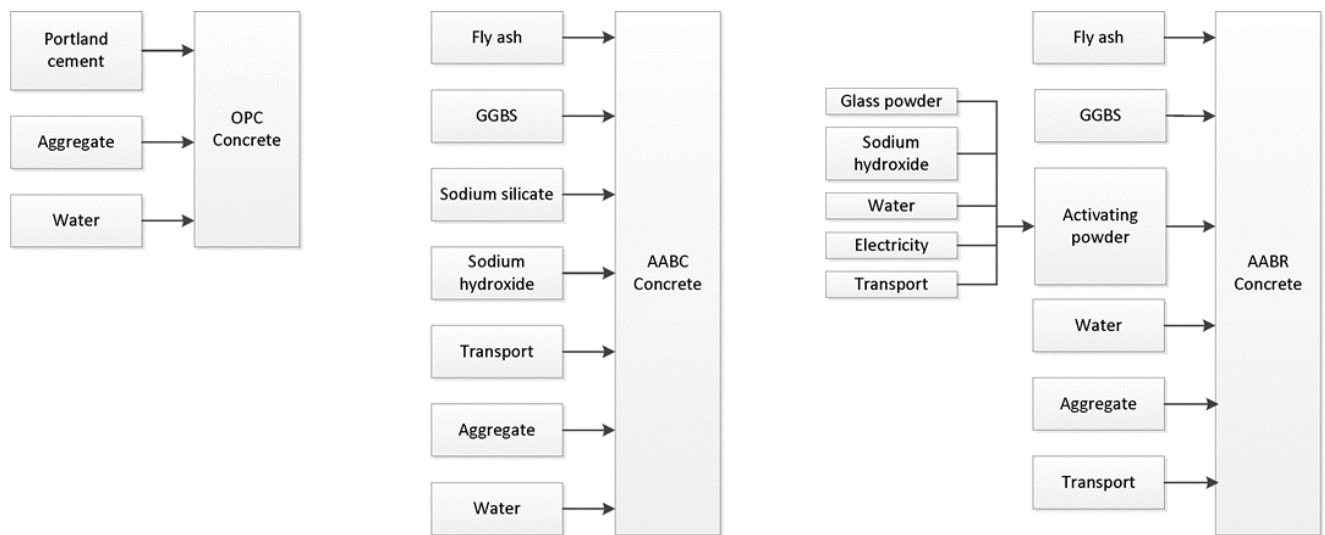 Portland
cement
Aggregate
Water
OPC
Concrete
Fly ash
GGBS
Sodium silicate
Sodium
hydroxide
Transport
Aggregate
Water
AABC
Concrete
Glass powder
Sodium
hydroxide
Water
Electricity
Transport
Fly ash
GGBS
Activating
powder
Water
Aggregate
Transport
AABR
Concrete